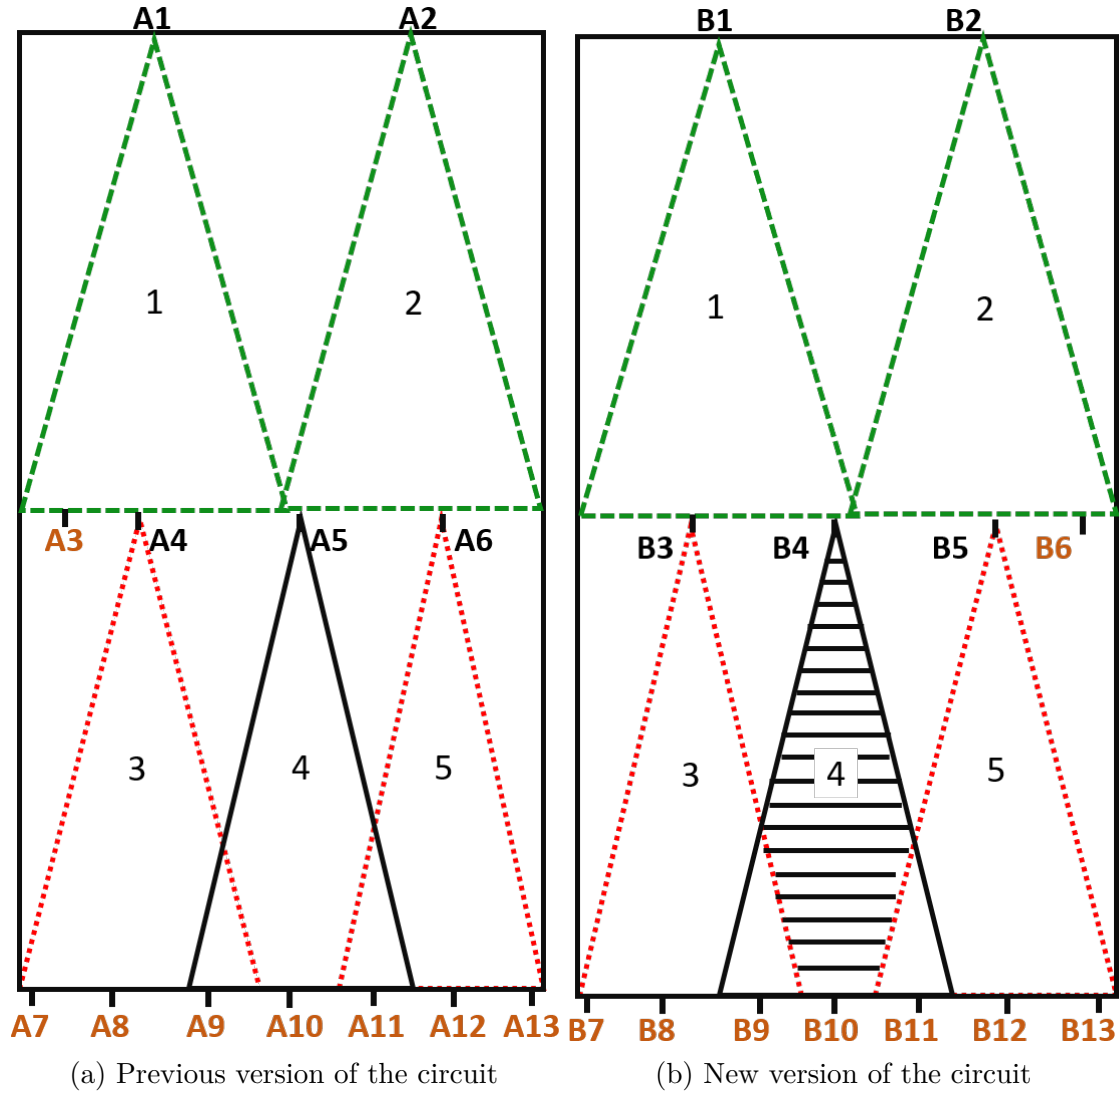 A1 A2 B1 B2
1 2 1 2
A3 A4 A5 A6 B3 B4 B5 B6
3 4 5 3 4 5
A7 A8 A9 A10 A11 A12 A13 B7 B8 B9 B10 B11 B12 B13
(a) Previous version of the circuit (b) New version of the circuit